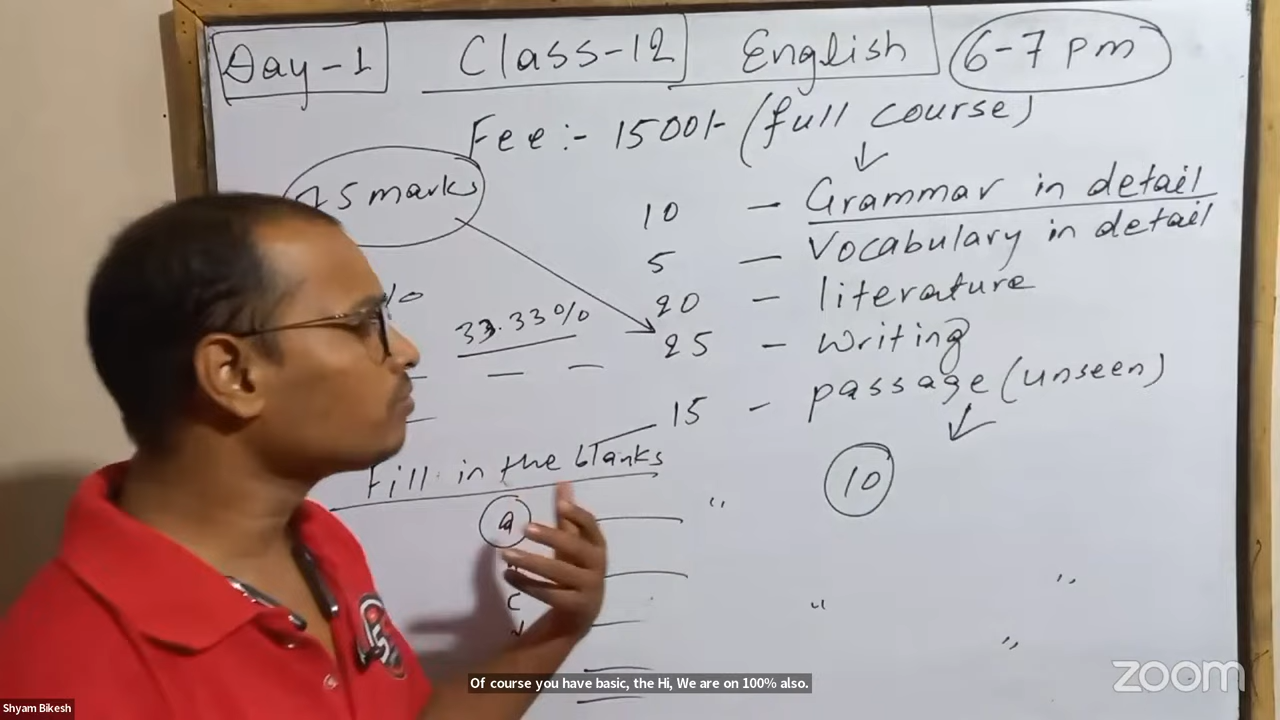 Day-1 Class-12 English 6-7 pm
Fee:- 1500/- (full course)
75 marks
10 - Grammar in detail
5 - Vocabulary in detail
20 - literature
%
33.33%
25 - Writing
15 - passage (unseen)
Fill in the blanks
10
a
c
Of course you have basic, the Hi, We are on 100% also.
zoom
Shyam Bikesh